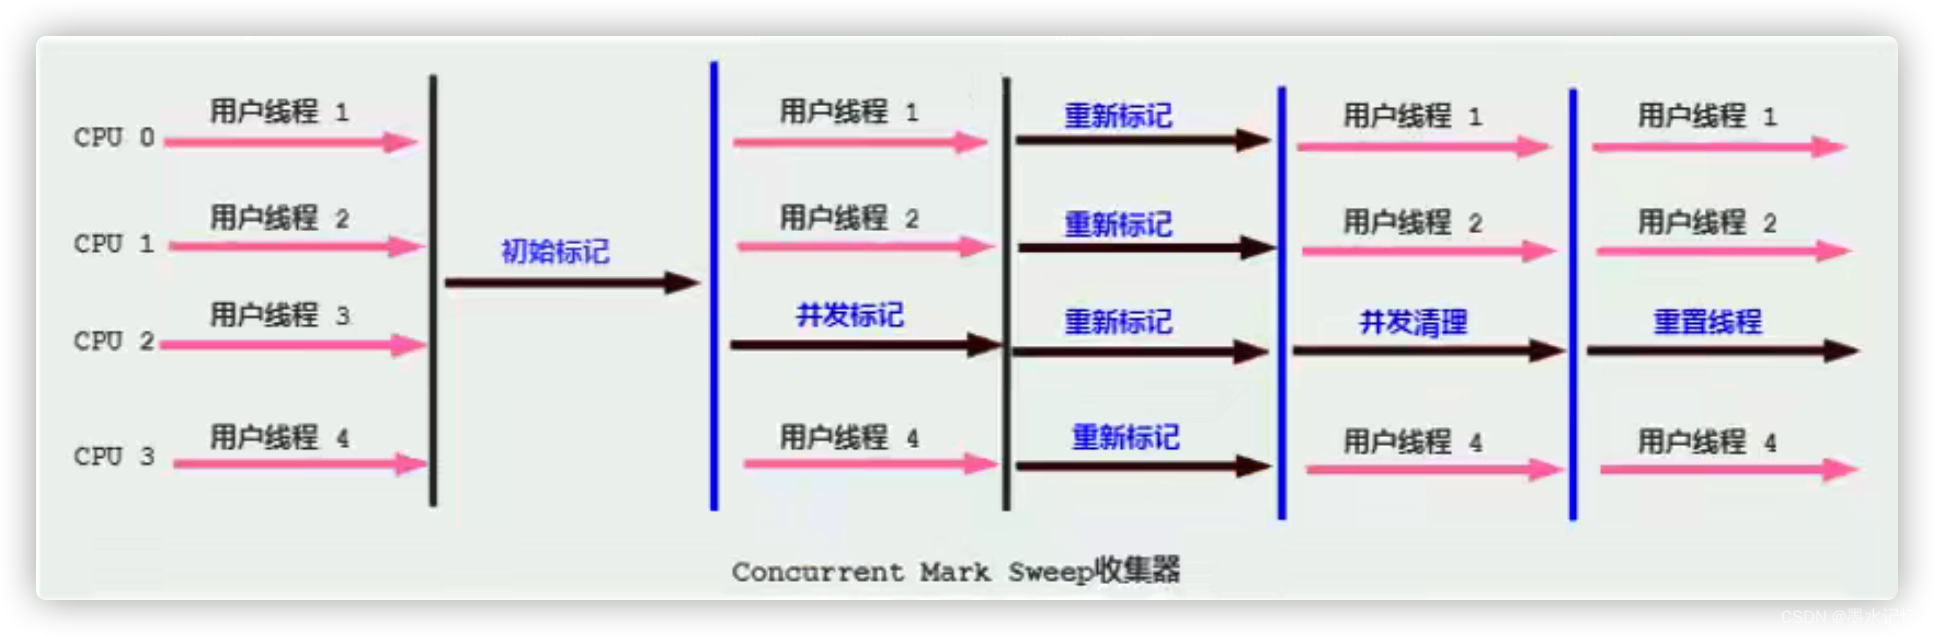 用户线程 1 用户线程 1 重新标记 用户线程 1 用户线程 1
CPU 0
用户线程 2 用户线程 2 重新标记 用户线程 2 用户线程 2
CPU 1 初始标记
用户线程 3 并发标记 重新标记 并发清理 重置线程
CPU 2
用户线程 4 用户线程 4 重新标记 用户线程 4 用户线程 4
CPU 3
Concurrent Mark Sweep收集器
CSDN